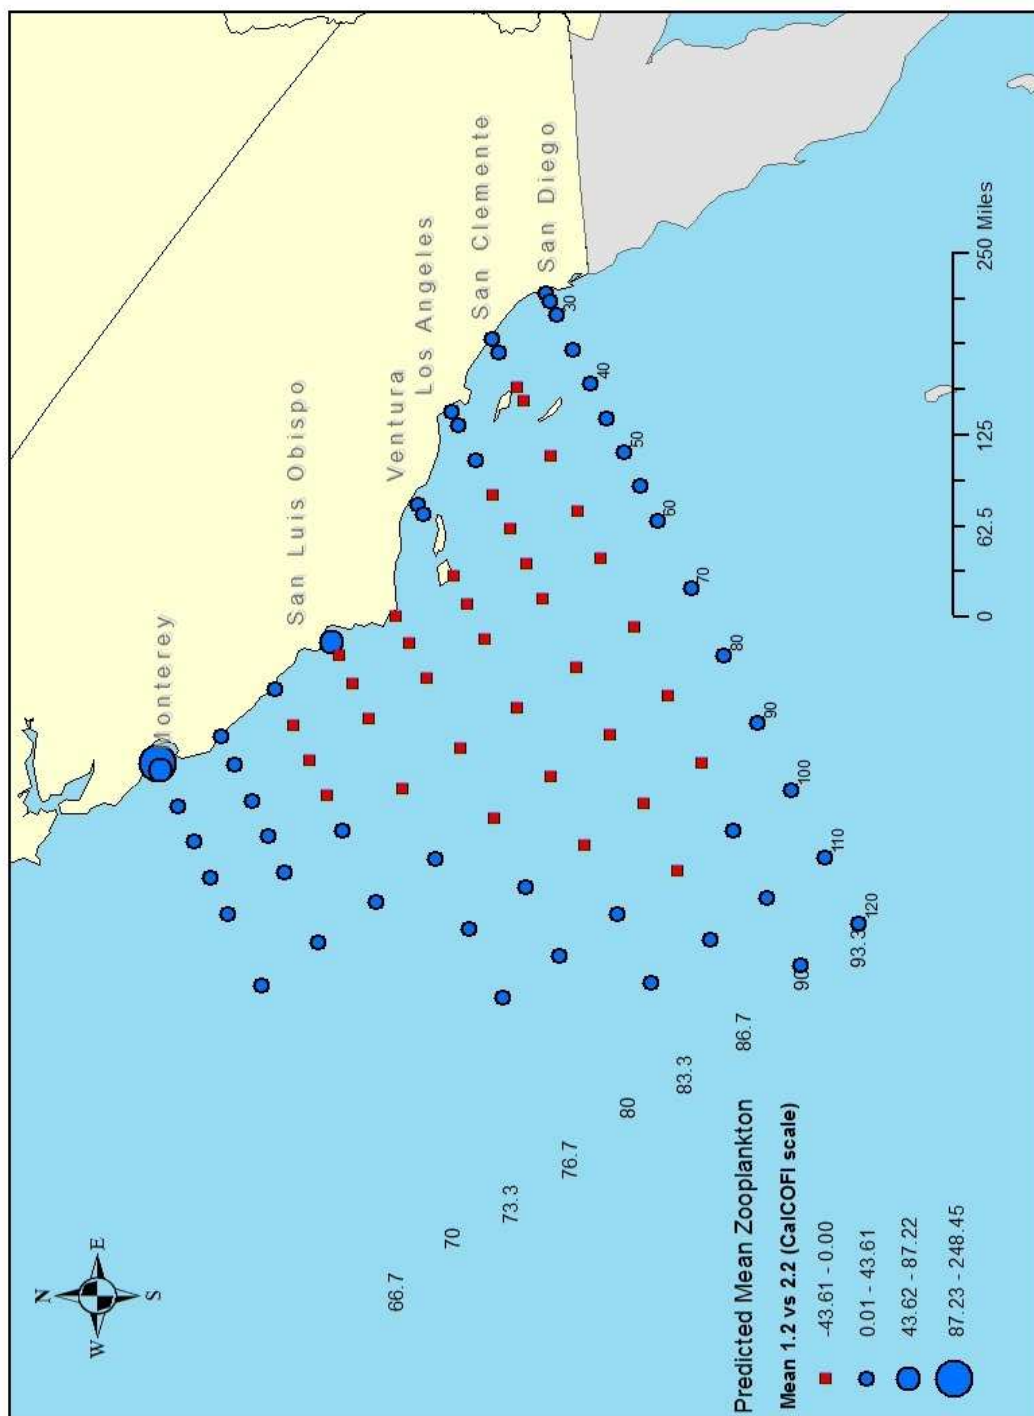 Monterey
San Luis Obispo
Ventura
Los Angeles
San Clemente
San Diego
30
40
50
60
70
80
90
100
110
120
93.3
90
86.7
83.3
80
76.7
73.3
70
66.7
0 62.5 125 250 Miles
N
W E
S
Predicted Mean Zooplankton
Mean 1.2 vs 2.2 (CalCOFI scale)
-43.61 - 0.00
0.01 - 43.61
43.62 - 87.22
87.23 - 248.45